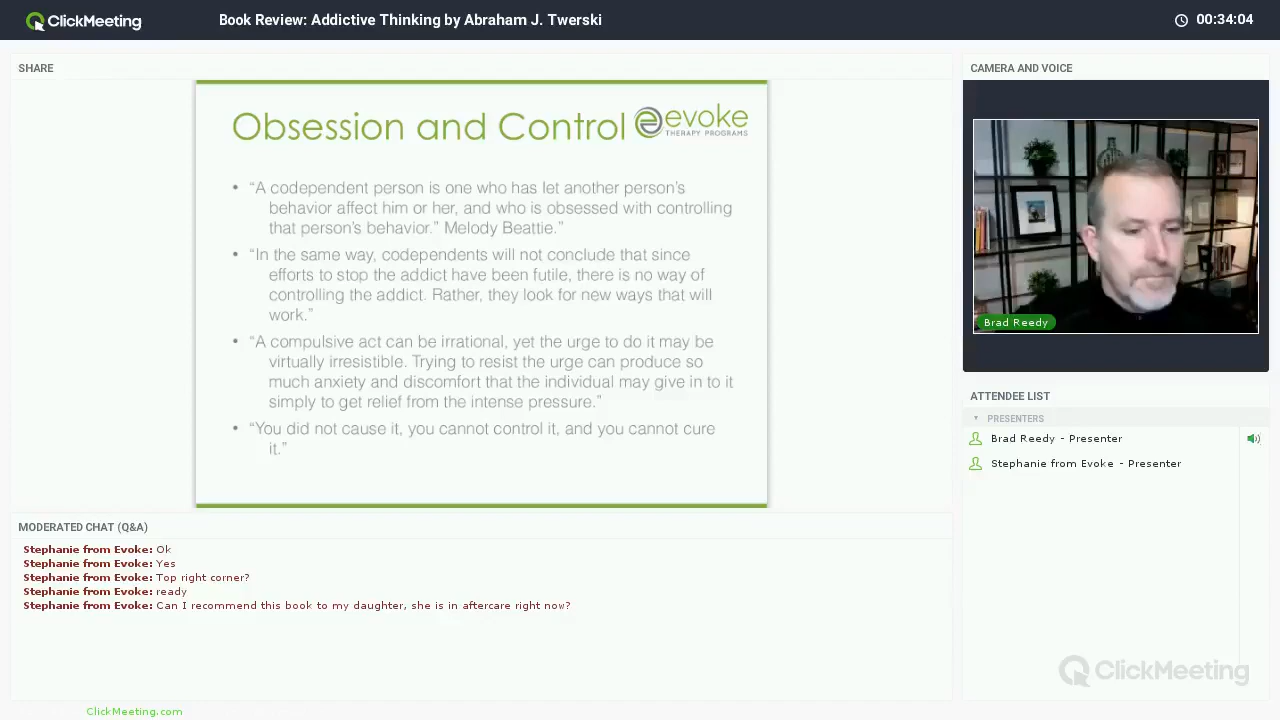 ClickMeeting
Book Review: Addictive Thinking by Abraham J. Twerski
00:34:04
SHARE
Obsession and Control
evoke
THERAPY PROGRAMS
• “A codependent person is one who has let another person’s
behavior affect him or her, and who is obsessed with controlling
that person’s behavior.” Melody Beattie.”
• “In the same way, codependents will not conclude that since
efforts to stop the addict have been futile, there is no way of
controlling the addict. Rather, they look for new ways that will
work.”
• “A compulsive act can be irrational, yet the urge to do it may be
virtually irresistible. Trying to resist the urge can produce so
much anxiety and discomfort that the individual may give in to it
simply to get relief from the intense pressure.”
• “You did not cause it, you cannot control it, and you cannot cure
it.”
CAMERA AND VOICE
Brad Reedy
ATTENDEE LIST
PRESENTERS
Brad Reedy - Presenter
Stephanie from Evoke - Presenter
MODERATED CHAT (Q&A)
Stephanie from Evoke: Ok
Stephanie from Evoke: Yes
Stephanie from Evoke: Top right corner?
Stephanie from Evoke: ready
Stephanie from Evoke: Can I recommend this book to my daughter, she is in aftercare right now?
ClickMeeting
ClickMeeting.com